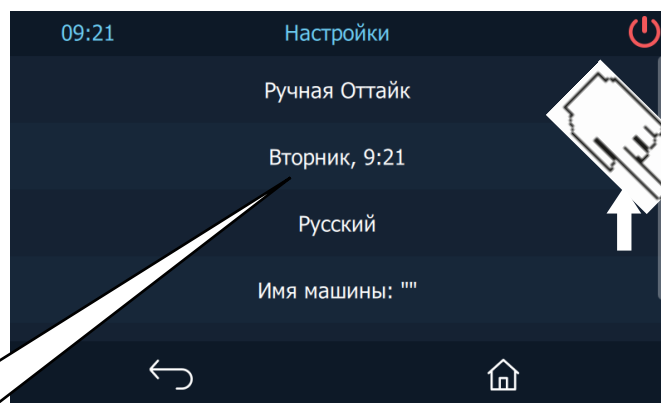 09:21 Настройки
Ручная Оттайк
Вторник, 9:21
Русский
Имя машины: ""